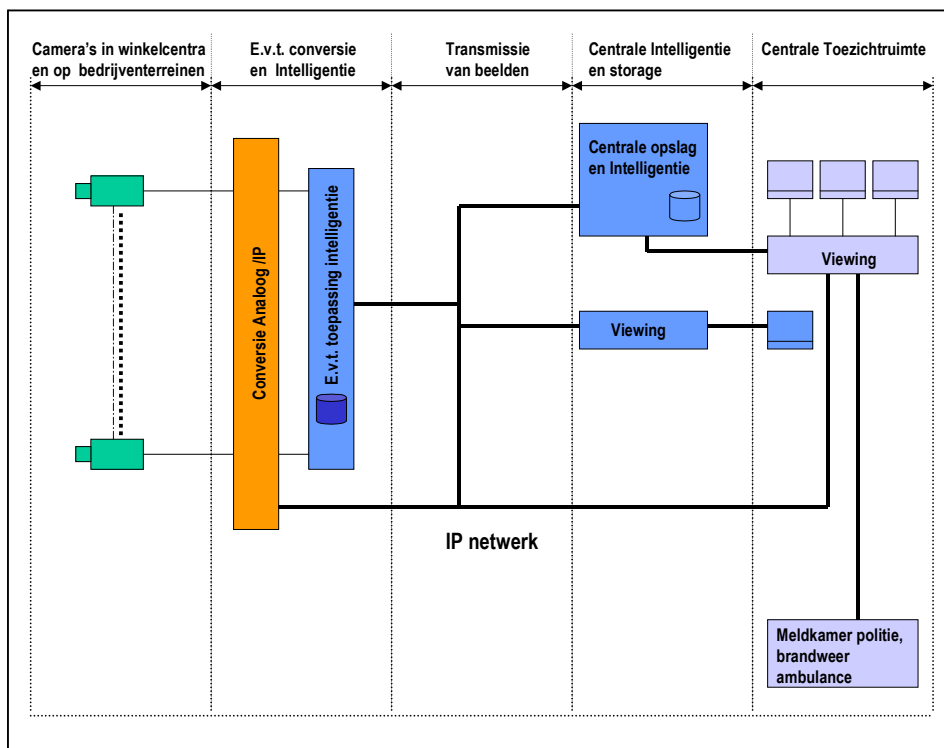 Camera's in winkelcentra
en op bedrijventerreinen
E.v.t. conversie
en Intelligentie
Transmissie
van beelden
Centrale Intelligentie
en storage
Centrale Toezichtruimte
Conversie Analoog /IP
E.v.t. toepassing intelligentie
Centrale opslag
en Intelligentie
Viewing
Viewing
IP netwerk
Meldkamer politie,
brandweer
ambulance